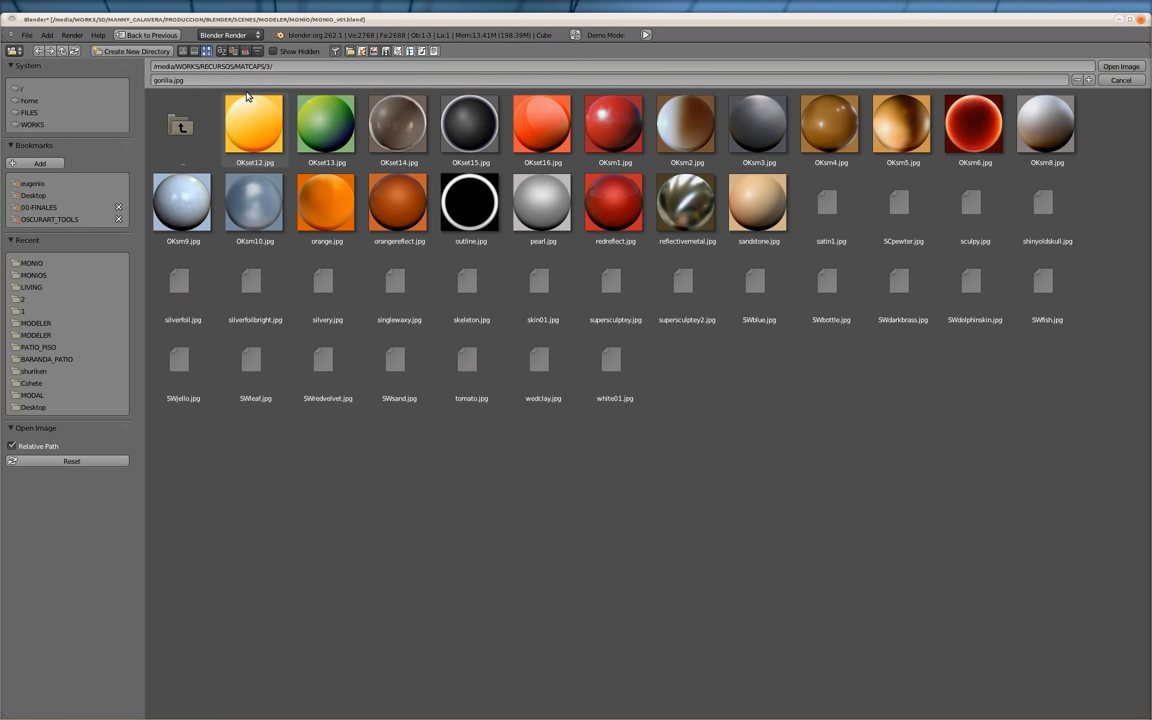 Blender* [/media/WORKS/3D/MANNY_CALAVERA/PRODUCCION/BLENDER/SCENES/MODELER/MONIO/MONIO_v01.blend]
File Add Render Help Back to Previous Blender Render blender.org 262.1 | Ve:2768 | Fa:2688 | Ob:1-3 | La:1 | Mem:13.41M (198.39M) | Cube Demo Mode:
Create New Directory Show Hidden
System
/
home
FILES
WORKS
Bookmarks
Add
eugenio
Desktop
00-FINALES
OSCURART_TOOLS
Recent
MONIO
MONIOS
LIVING
2
1
MODELER
MODELER
PATIO_PISO
BARANDA_PATIO
shuriken
Cohete
MODAL
Desktop
Open Image
Relative Path
Reset
/media/WORKS/RECURSOS/MATCAPS/3/ Open Image
gorilla.jpg Cancel
.. OKset12.jpg OKset13.jpg OKset14.jpg OKset15.jpg OKset16.jpg OKsm1.jpg OKsm2.jpg OKsm3.jpg OKsm4.jpg OKsm5.jpg OKsm6.jpg OKsm8.jpg
OKsm9.jpg OKsm10.jpg orange.jpg orangereflect.jpg outline.jpg pearl.jpg redreflect.jpg reflectivemetal.jpg sandstone.jpg satin1.jpg SCpewter.jpg sculpy.jpg shinyoldskull.jpg
silverfoil.jpg silverfoilbright.jpg silvery.jpg singlewaxy.jpg skeleton.jpg skin01.jpg supersculptey.jpg supersculptey2.jpg SWblue.jpg SWbottle.jpg SWdarkbrass.jpg SWdolphinskin.jpg SWfish.jpg
SWjello.jpg SWleaf.jpg SWredvelvet.jpg SWsand.jpg tomato.jpg wedclay.jpg white01.jpg